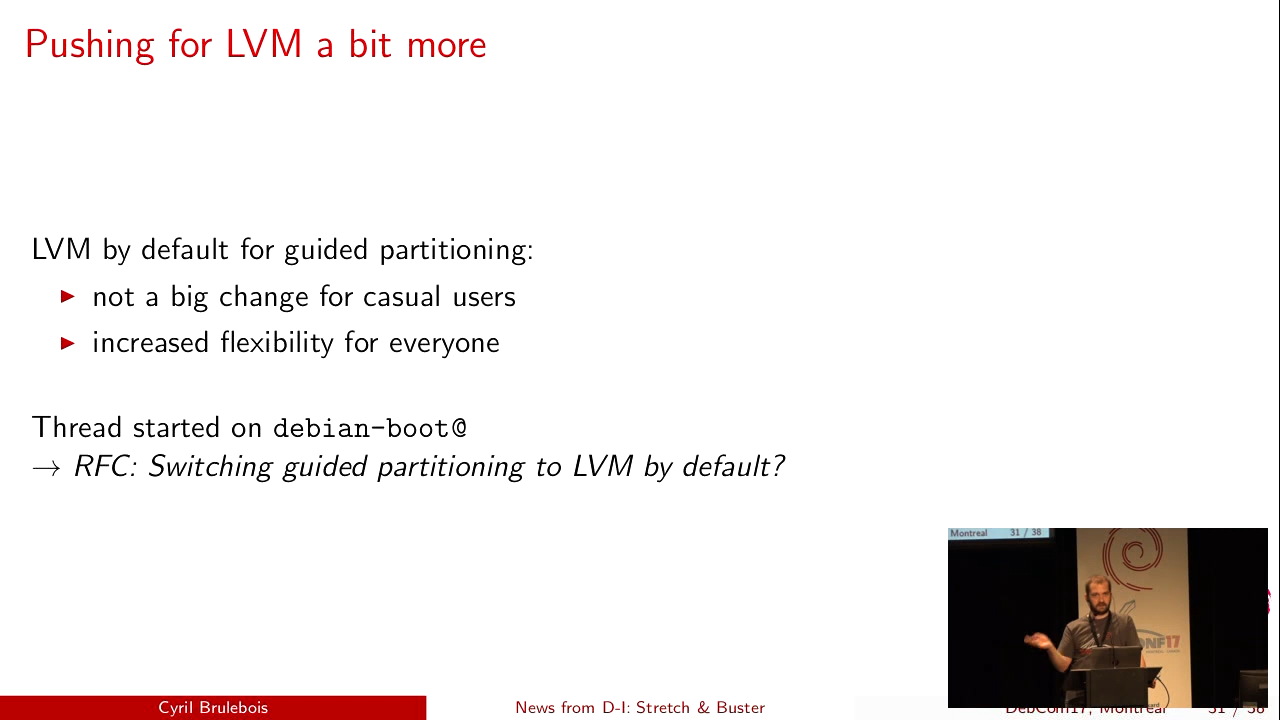 Pushing for LVM a bit more
LVM by default for guided partitioning:
▶ not a big change for casual users
▶ increased flexibility for everyone
Thread started on debian-boot@
→ RFC: Switching guided partitioning to LVM by default?
Montreal 31 / 38
NF17
Cyril Brulebois
News from D-I: Stretch & Buster
DebConf17, Montreal
31 / 38